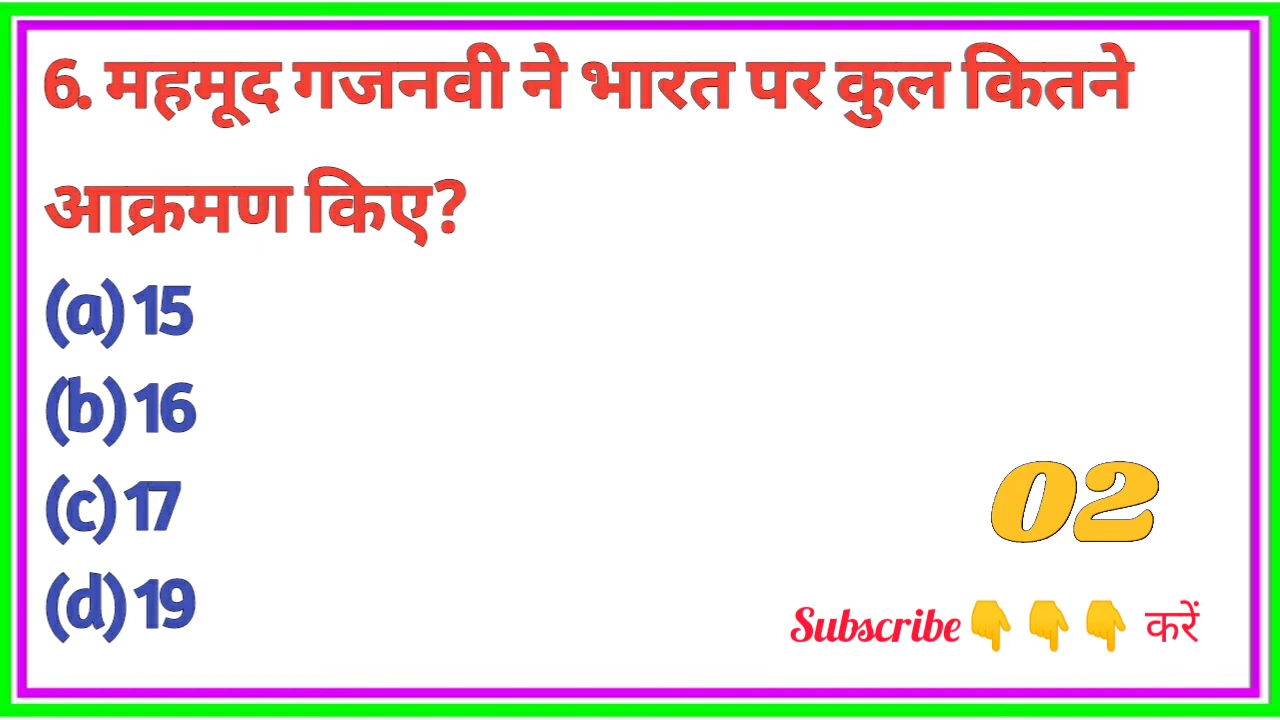 6. महमूद गजनवी ने भारत पर कुल कितने
आक्रमण किए?
(a) 15
(b) 16
(c) 17
(d) 19
02
Subscribe👇👇👇 करें